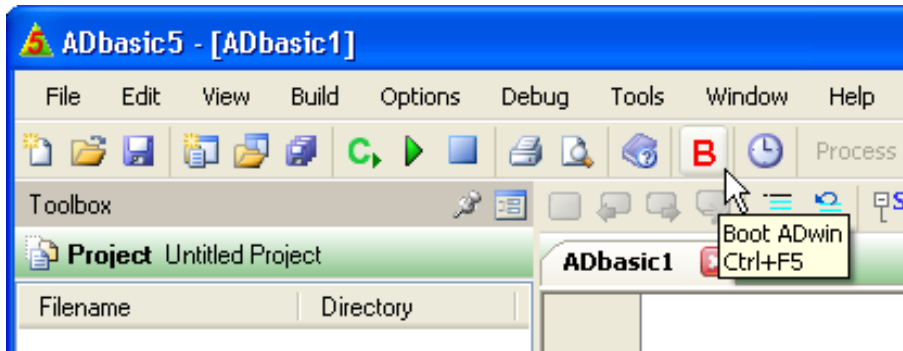 5 ADbasic5 - [ADbasic1]
File Edit View Build Options Debug Tools Window Help
C B Process
Toolbox
Boot ADwin
Ctrl+F5
Project Untitled Project
ADbasic1
Filename Directory